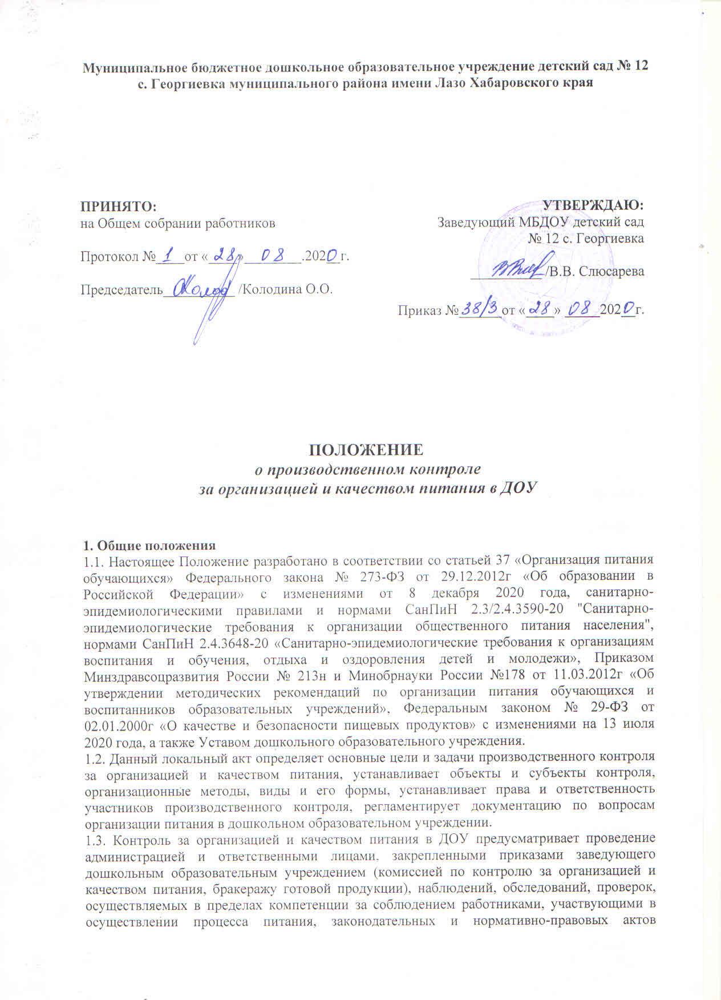 Муниципальное бюджетное дошкольное образовательное учреждение детский сад № 12
с. Георгиевка муниципального района имени Лазо Хабаровского края
ПРИНЯТО:
на Общем собрании работников
Протокол № 1 от « 28 » 08 .2020 г.
Председатель /Колодина О.О.
УТВЕРЖДАЮ:
Заведующий МБДОУ детский сад
№ 12 с. Георгиевка
/В.В. Слюсарева
Приказ № 38/3 от « 28 » 08 2020 г.
ПОЛОЖЕНИЕ
о производственном контроле
за организацией и качеством питания в ДОУ
1. Общие положения
1.1. Настоящее Положение разработано в соответствии со статьей 37 «Организация питания
обучающихся» Федерального закона № 273-ФЗ от 29.12.2012г «Об образовании в
Российской Федерации» с изменениями от 8 декабря 2020 года, санитарно-
эпидемиологическими правилами и нормами СанПиН 2.3/2.4.3590-20 "Санитарно-
эпидемиологические требования к организации общественного питания населения",
нормами СанПиН 2.4.3648-20 «Санитарно-эпидемиологические требования к организациям
воспитания и обучения, отдыха и оздоровления детей и молодежи», Приказом
Минздравсоцразвития России № 213н и Минобрнауки России №178 от 11.03.2012г «Об
утверждении методических рекомендаций по организации питания обучающихся и
воспитанников образовательных учреждений», Федеральным законом № 29-ФЗ от
02.01.2000г «О качестве и безопасности пищевых продуктов» с изменениями на 13 июля
2020 года, а также Уставом дошкольного образовательного учреждения.
1.2. Данный локальный акт определяет основные цели и задачи производственного контроля
за организацией и качеством питания, устанавливает объекты и субъекты контроля,
организационные методы, виды и его формы, устанавливает права и ответственность
участников производственного контроля, регламентирует документацию по вопросам
организации питания в дошкольном образовательном учреждении.
1.3. Контроль за организацией и качеством питания в ДОУ предусматривает проведение
администрацией и ответственными лицами, закрепленными приказами заведующего
дошкольным образовательным учреждением (комиссией по контролю за организацией и
качеством питания, бракеражу готовой продукции), наблюдений, обследований, проверок,
осуществляемых в пределах компетенции за соблюдением работниками, участвующими в
осуществлении процесса питания, законодательных и нормативно-правовых актов